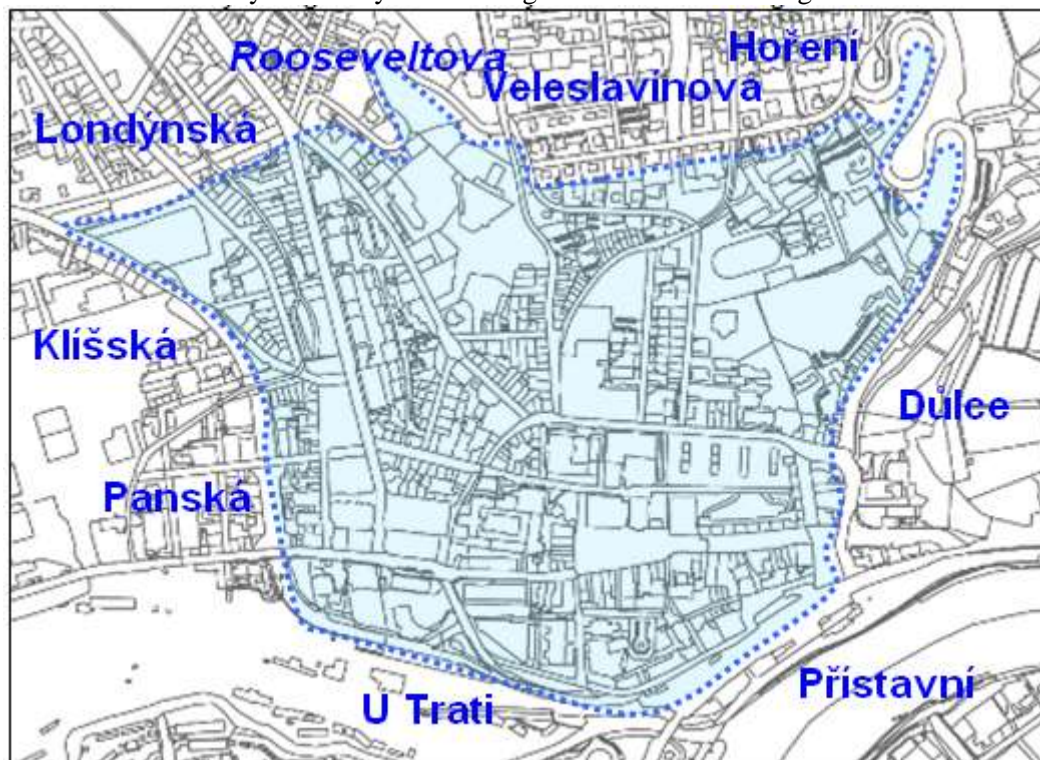 Hoření
Rooseveltova
Veleslavínova
Londýnská
Klíšská
Důlce
Panská
Přístavní
U Trati